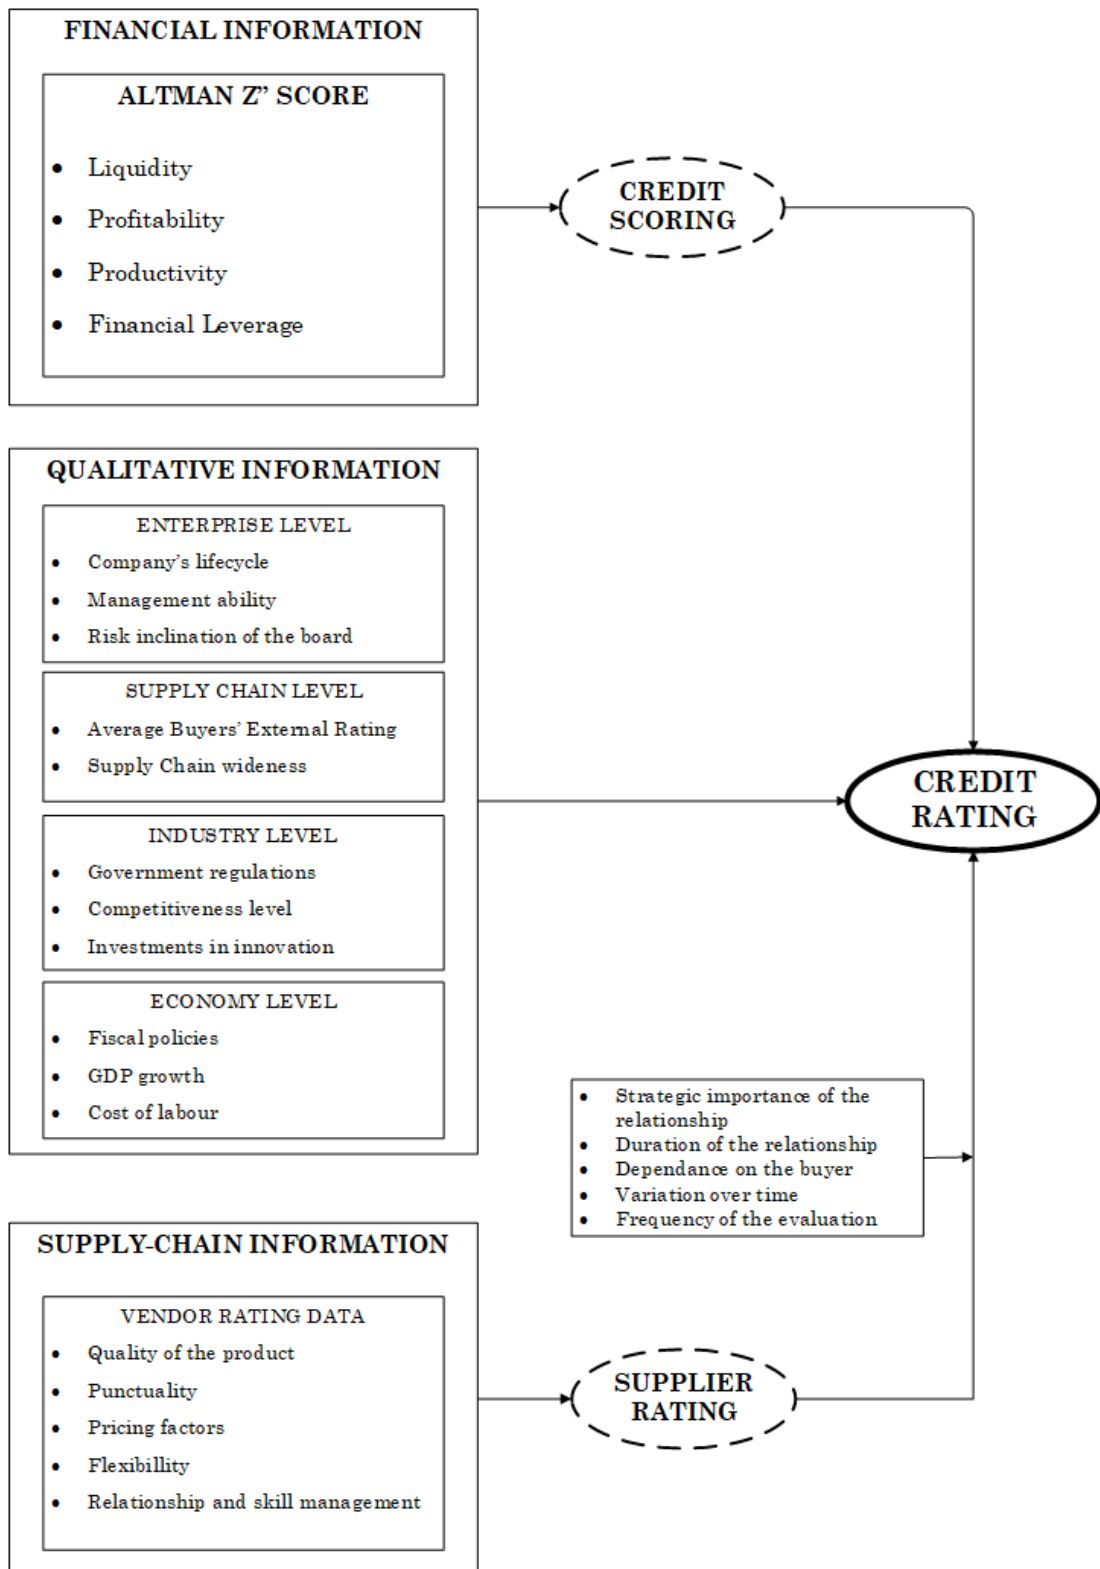 FINANCIAL INFORMATION
ALTMAN Z” SCORE
• Liquidity
• Profitability
• Productivity
• Financial Leverage
CREDIT
SCORING
QUALITATIVE INFORMATION
ENTERPRISE LEVEL
• Company’s lifecycle
• Management ability
• Risk inclination of the board
SUPPLY CHAIN LEVEL
• Average Buyers’ External Rating
• Supply Chain wideness
INDUSTRY LEVEL
• Government regulations
• Competitiveness level
• Investments in innovation
ECONOMY LEVEL
• Fiscal policies
• GDP growth
• Cost of labour
CREDIT
RATING
• Strategic importance of the
relationship
• Duration of the relationship
• Dependance on the buyer
• Variation over time
• Frequency of the evaluation
SUPPLY-CHAIN INFORMATION
VENDOR RATING DATA
• Quality of the product
• Punctuality
• Pricing factors
• Flexibillity
• Relationship and skill management
SUPPLIER
RATING